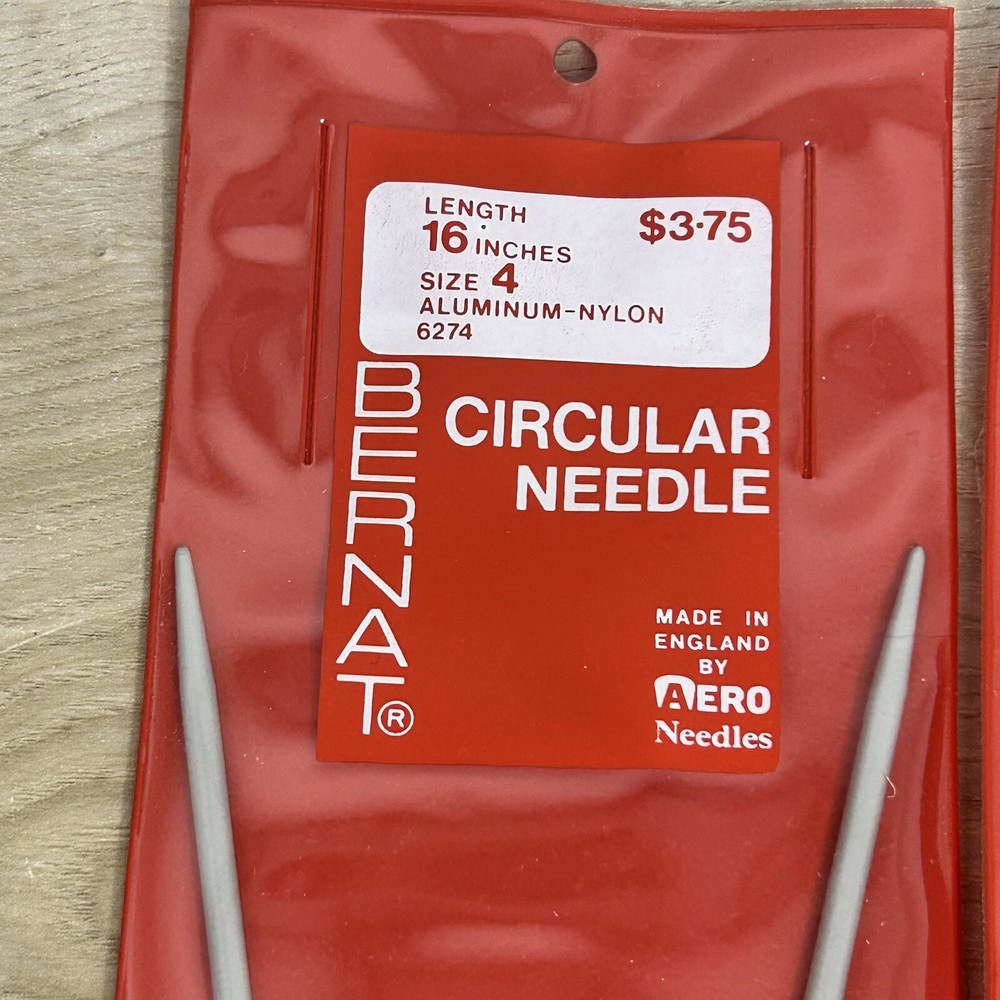 LENGTH
16 INCHES
$3.75
SIZE 4
ALUMINUM-NYLON
6274
BERNAT®
CIRCULAR
NEEDLE
MADE IN
ENGLAND
BY
AERO
Needles